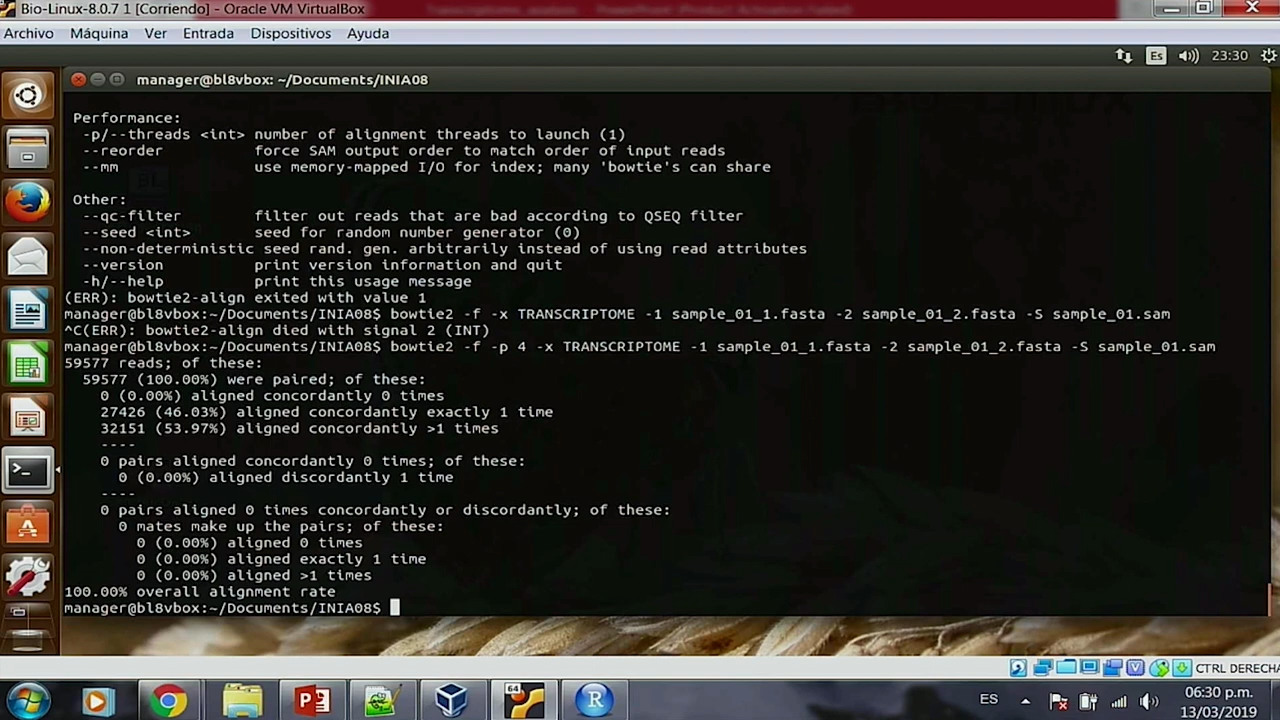 Bio-Linux-8.0.7 1 [Corriendo] - Oracle VM VirtualBox
Archivo Máquina Ver Entrada Dispositivos Ayuda
Es 23:30
manager@bl8vbox: ~/Documents/INIA08
Performance:
-p/--threads <int> number of alignment threads to launch (1)
--reorder force SAM output order to match order of input reads
--mm use memory-mapped I/O for index; many 'bowtie's can share
Other:
--qc-filter filter out reads that are bad according to QSEQ filter
--seed <int> seed for random number generator (0)
--non-deterministic seed rand. gen. arbitrarily instead of using read attributes
--version print version information and quit
-h/--help print this usage message
(ERR): bowtie2-align exited with value 1
manager@bl8vbox:~/Documents/INIA08$ bowtie2 -f -x TRANSCRIPTOME -1 sample_01_1.fasta -2 sample_01_2.fasta -S sample_01.sam
^C(ERR): bowtie2-align died with signal 2 (INT)
manager@bl8vbox:~/Documents/INIA08$ bowtie2 -f -p 4 -x TRANSCRIPTOME -1 sample_01_1.fasta -2 sample_01_2.fasta -S sample_01.sam
59577 reads; of these:
59577 (100.00%) were paired; of these:
0 (0.00%) aligned concordantly 0 times
27426 (46.03%) aligned concordantly exactly 1 time
32151 (53.97%) aligned concordantly >1 times
----
0 pairs aligned concordantly 0 times; of these:
0 (0.00%) aligned discordantly 1 time
----
0 pairs aligned 0 times concordantly or discordantly; of these:
0 mates make up the pairs; of these:
0 (0.00%) aligned 0 times
0 (0.00%) aligned exactly 1 time
0 (0.00%) aligned >1 times
100.00% overall alignment rate
manager@bl8vbox:~/Documents/INIA08$
CTRL DERECHA
64
R
ES
06:30 p.m.
13/03/2019